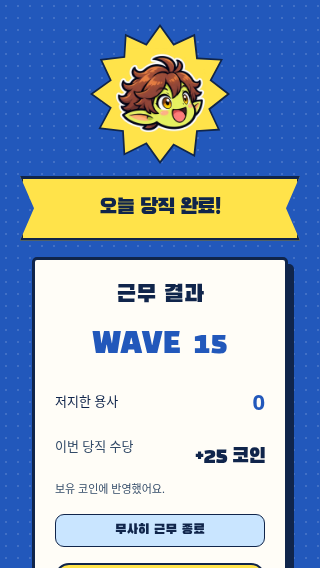 오늘 당직 완료!
근무 결과
WAVE 15
저지한 용사 0
이번 당직 수당 +25 코인
보유 코인에 반영했어요.
무사히 근무 종료